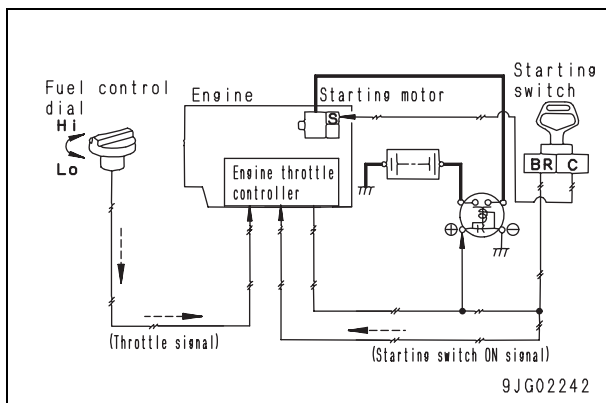 Fuel control
dial
Hi
Lo
Engine
Starting motor
S
Starting
switch
BR C
Engine throttle
controller
R
⊕ ⊖
(Throttle signal)
(Starting switch ON signal)
9JG02242